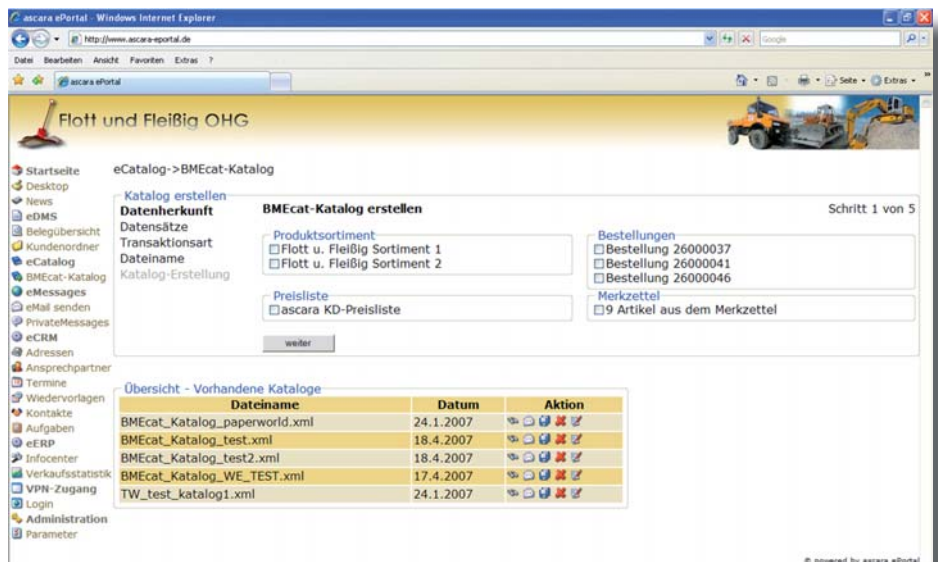 ascara ePortal - Windows Internet Explorer
http://www.ascara-eportal.de
Google
Datei Bearbeiten Ansicht Favoriten Extras ?
ascara ePortal
Seite Extras
Flott und Fleißig OHG
Startseite
Desktop
News
eDMS
Belegübersicht
Kundenordner
eCatalog
BMEcat-Katalog
eMessages
eMail senden
PrivateMessages
eCRM
Adressen
Ansprechpartner
Termine
Wiedervorlagen
Kontakte
Aufgaben
eERP
Infocenter
Verkaufsstatistik
VPN-Zugang
Login
Administration
Parameter
eCatalog->BMEcat-Katalog
Katalog erstellen
Datenherkunft
Datensätze
Transaktionsart
Dateiname
Katalog-Erstellung
BMEcat-Katalog erstellen
Schritt 1 von 5
Produktsortiment
Flott u. Fleißig Sortiment 1
Flott u. Fleißig Sortiment 2
Bestellungen
Bestellung 26000037
Bestellung 26000041
Bestellung 26000046
Preisliste
ascara KD-Preisliste
Merkzettel
9 Artikel aus dem Merkzettel
weiter
Übersicht - Vorhandene Kataloge
Dateiname Datum Aktion
BMEcat_Katalog_paperworld.xml 24.1.2007
BMEcat_Katalog_test.xml 18.4.2007
BMEcat_Katalog_test2.xml 18.4.2007
BMEcat_Katalog_WE_TEST.xml 17.4.2007
TW_test_katalog1.xml 24.1.2007
© powered by ascara ePortal